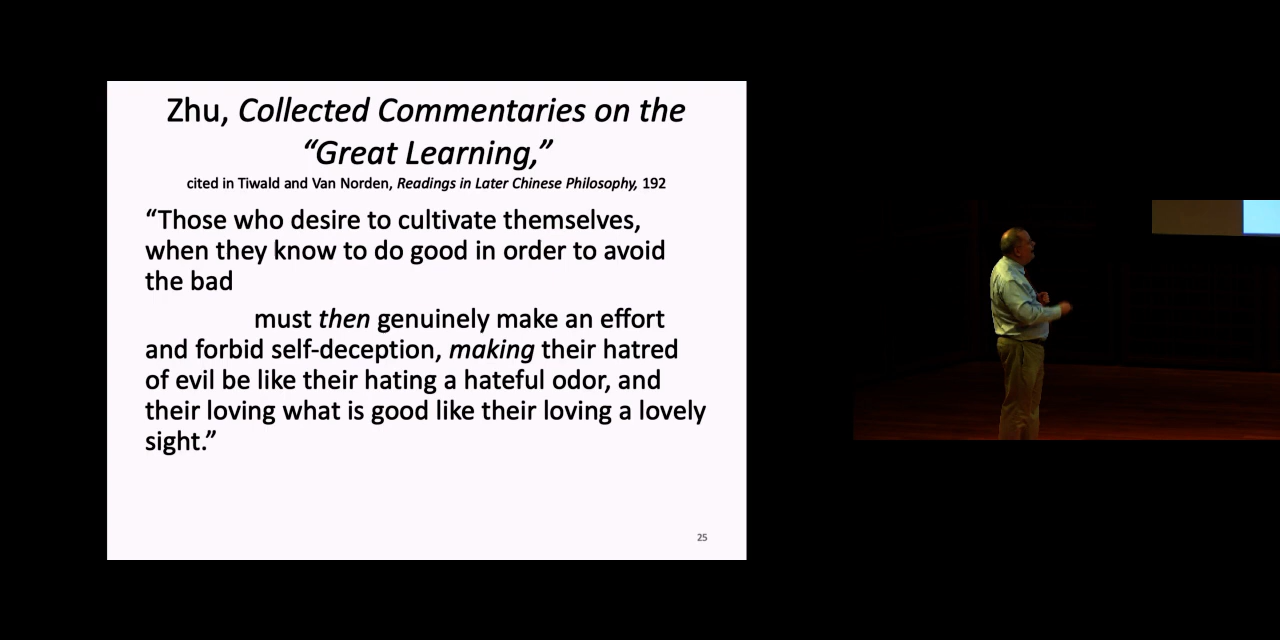 Zhu, Collected Commentaries on the
“Great Learning,”
cited in Tiwald and Van Norden, Readings in Later Chinese Philosophy, 192
“Those who desire to cultivate themselves,
when they know to do good in order to avoid
the bad
must then genuinely make an effort
and forbid self-deception, making their hatred
of evil be like their hating a hateful odor, and
their loving what is good like their loving a lovely
sight.”
25